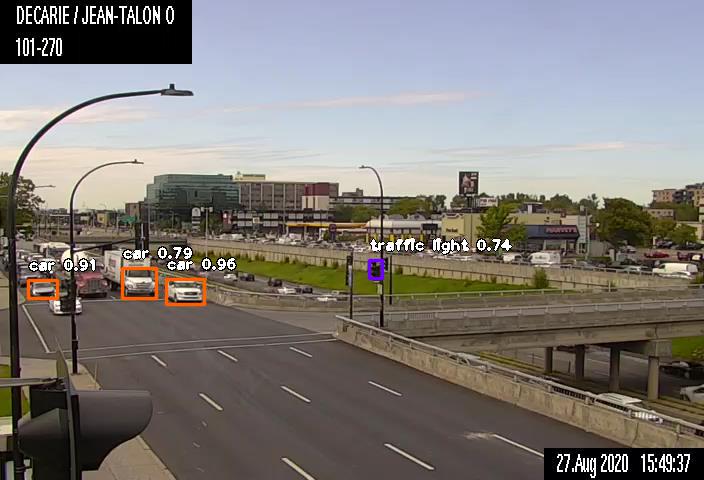 DECARIE / JEAN-TALON O
101-270
traffic light 0.74
car 0.79
car 0.91
car 0.96
HARVEY'S
27.Aug 2020 15:49:37